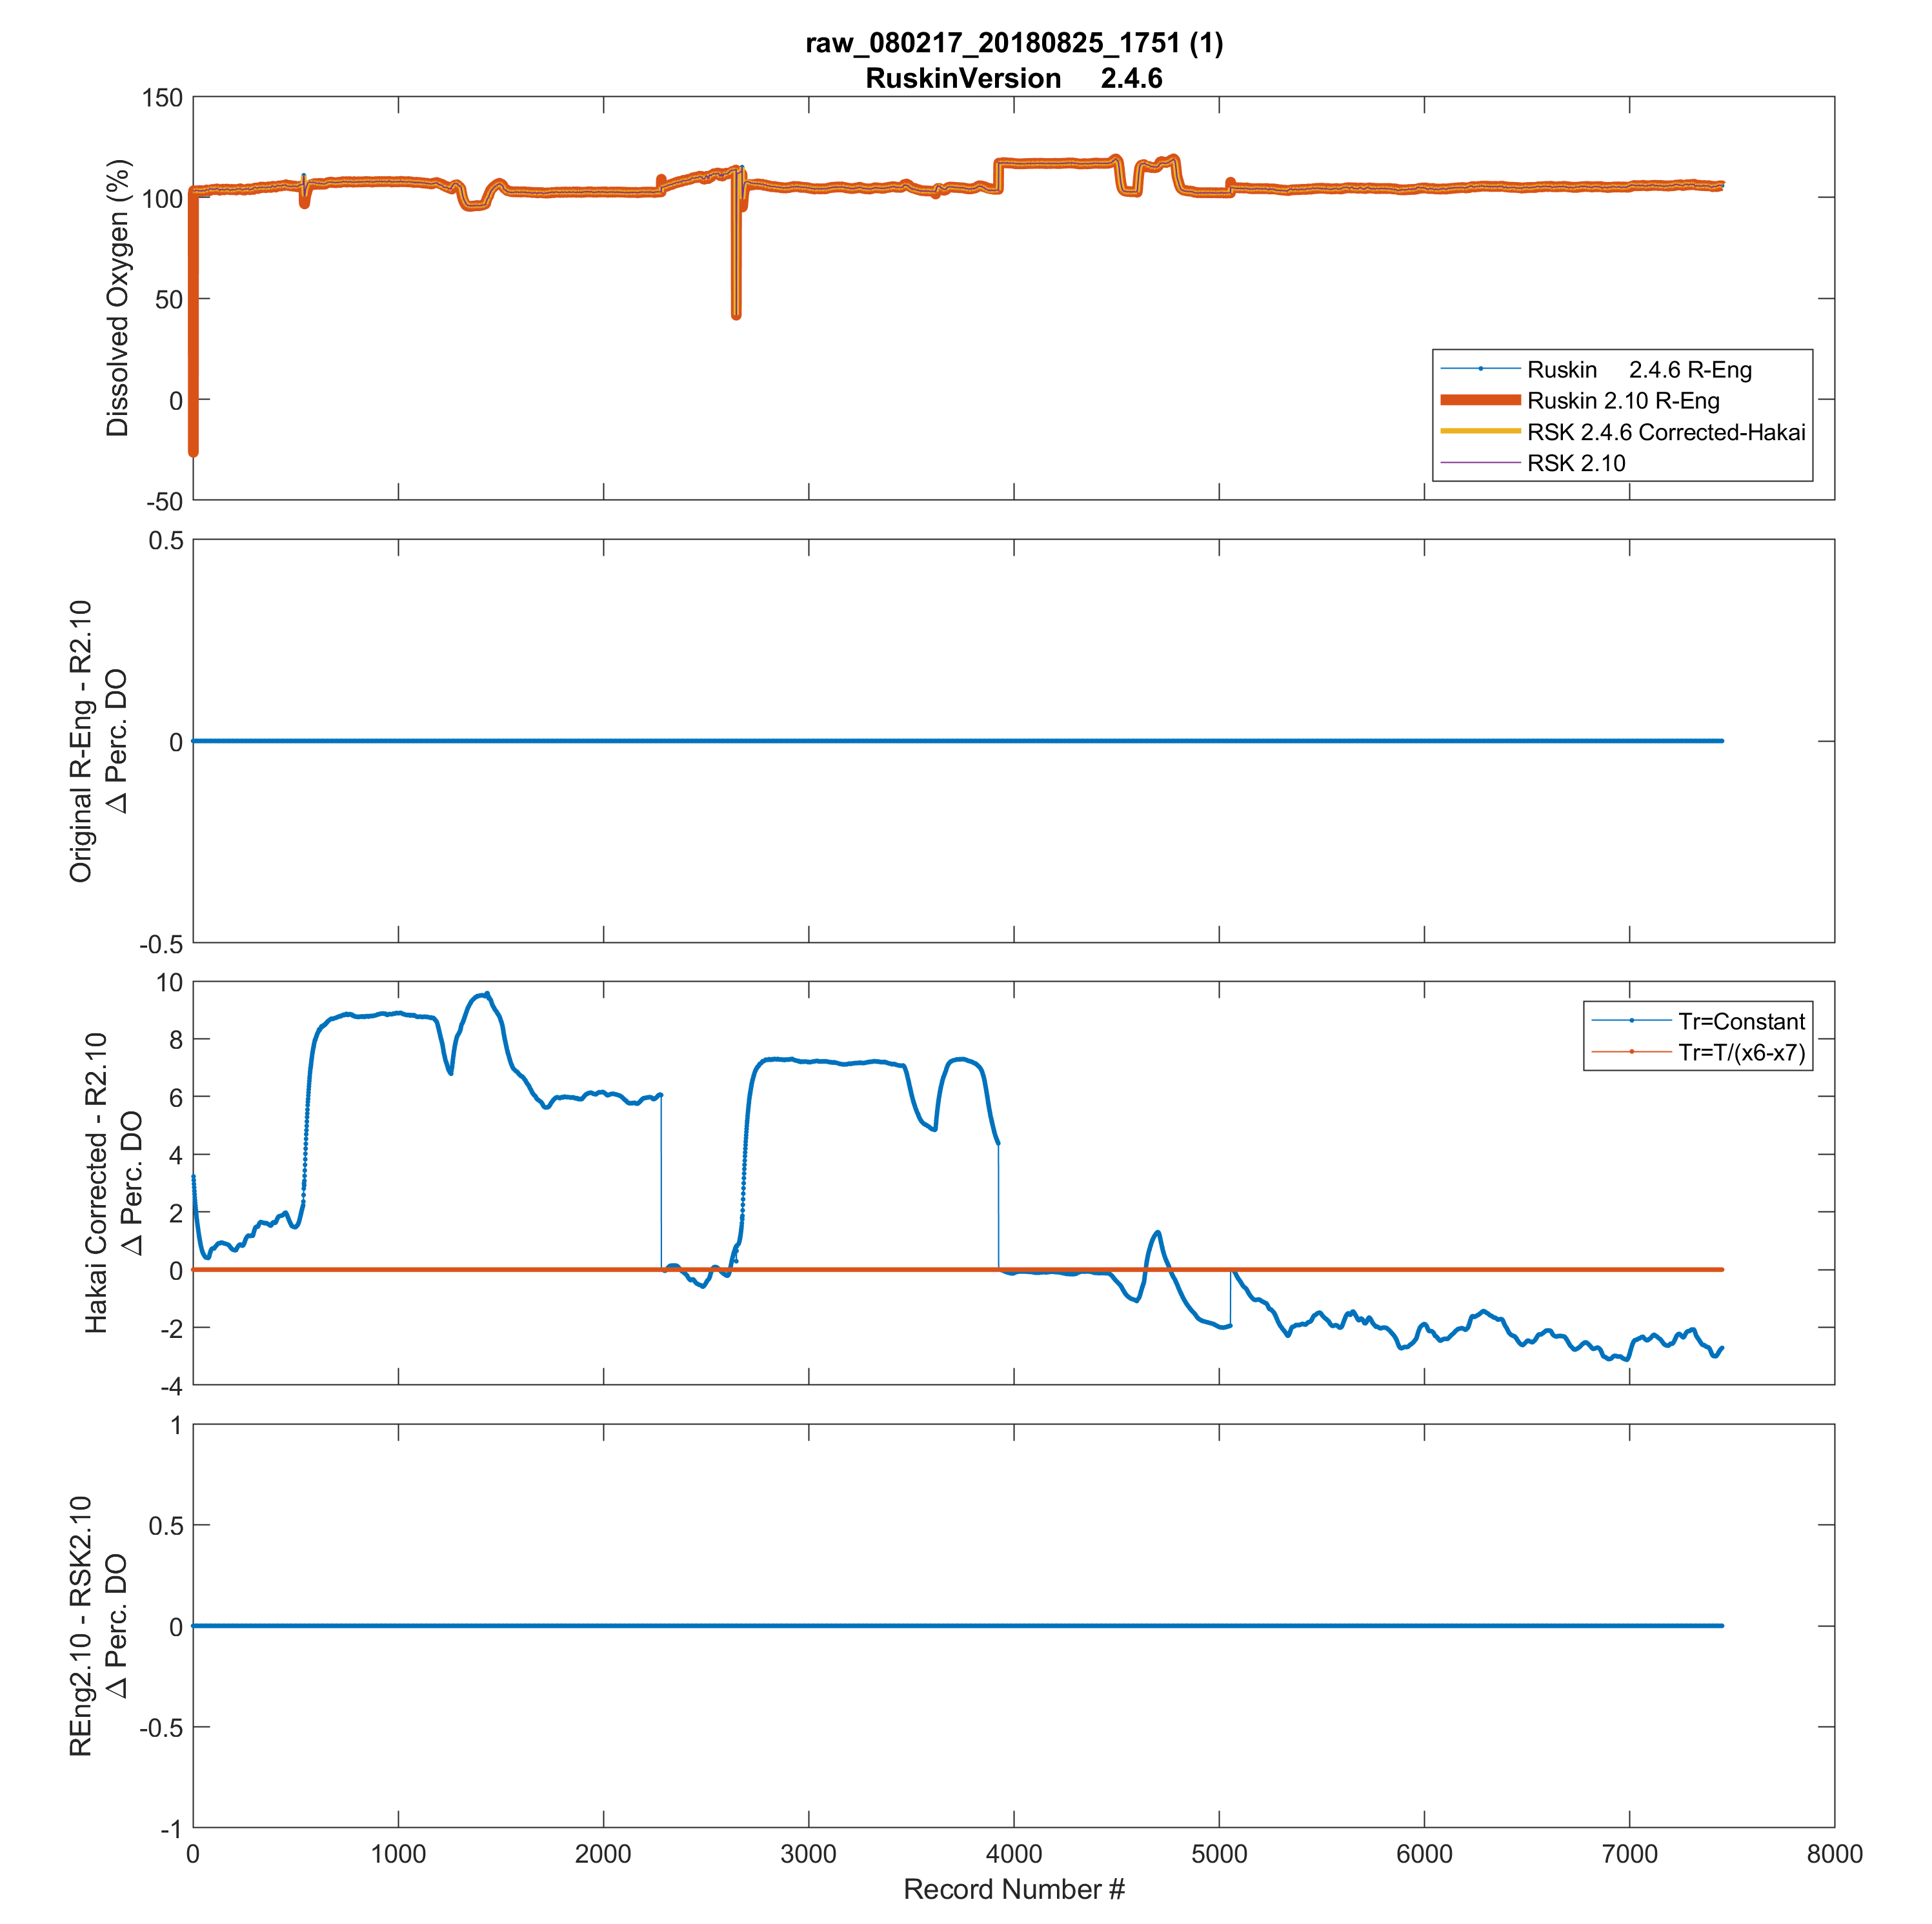 raw_080217_20180825_1751 (1)
RuskinVersion 2.4.6
150
100
50
0
-50
Dissolved Oxygen (%)
Ruskin 2.4.6 R-Eng
Ruskin 2.10 R-Eng
RSK 2.4.6 Corrected-Hakai
RSK 2.10
0.5
0
-0.5
Original R-Eng - R2.10
Δ Perc. DO
10
8
6
4
2
0
-2
-4
Hakai Corrected - R2.10
Δ Perc. DO
Tr=Constant
Tr=T/(x6-x7)
1
0.5
0
-0.5
-1
REng2.10 - RSK2.10
Δ Perc. DO
0 1000 2000 3000 4000 5000 6000 7000 8000
Record Number #